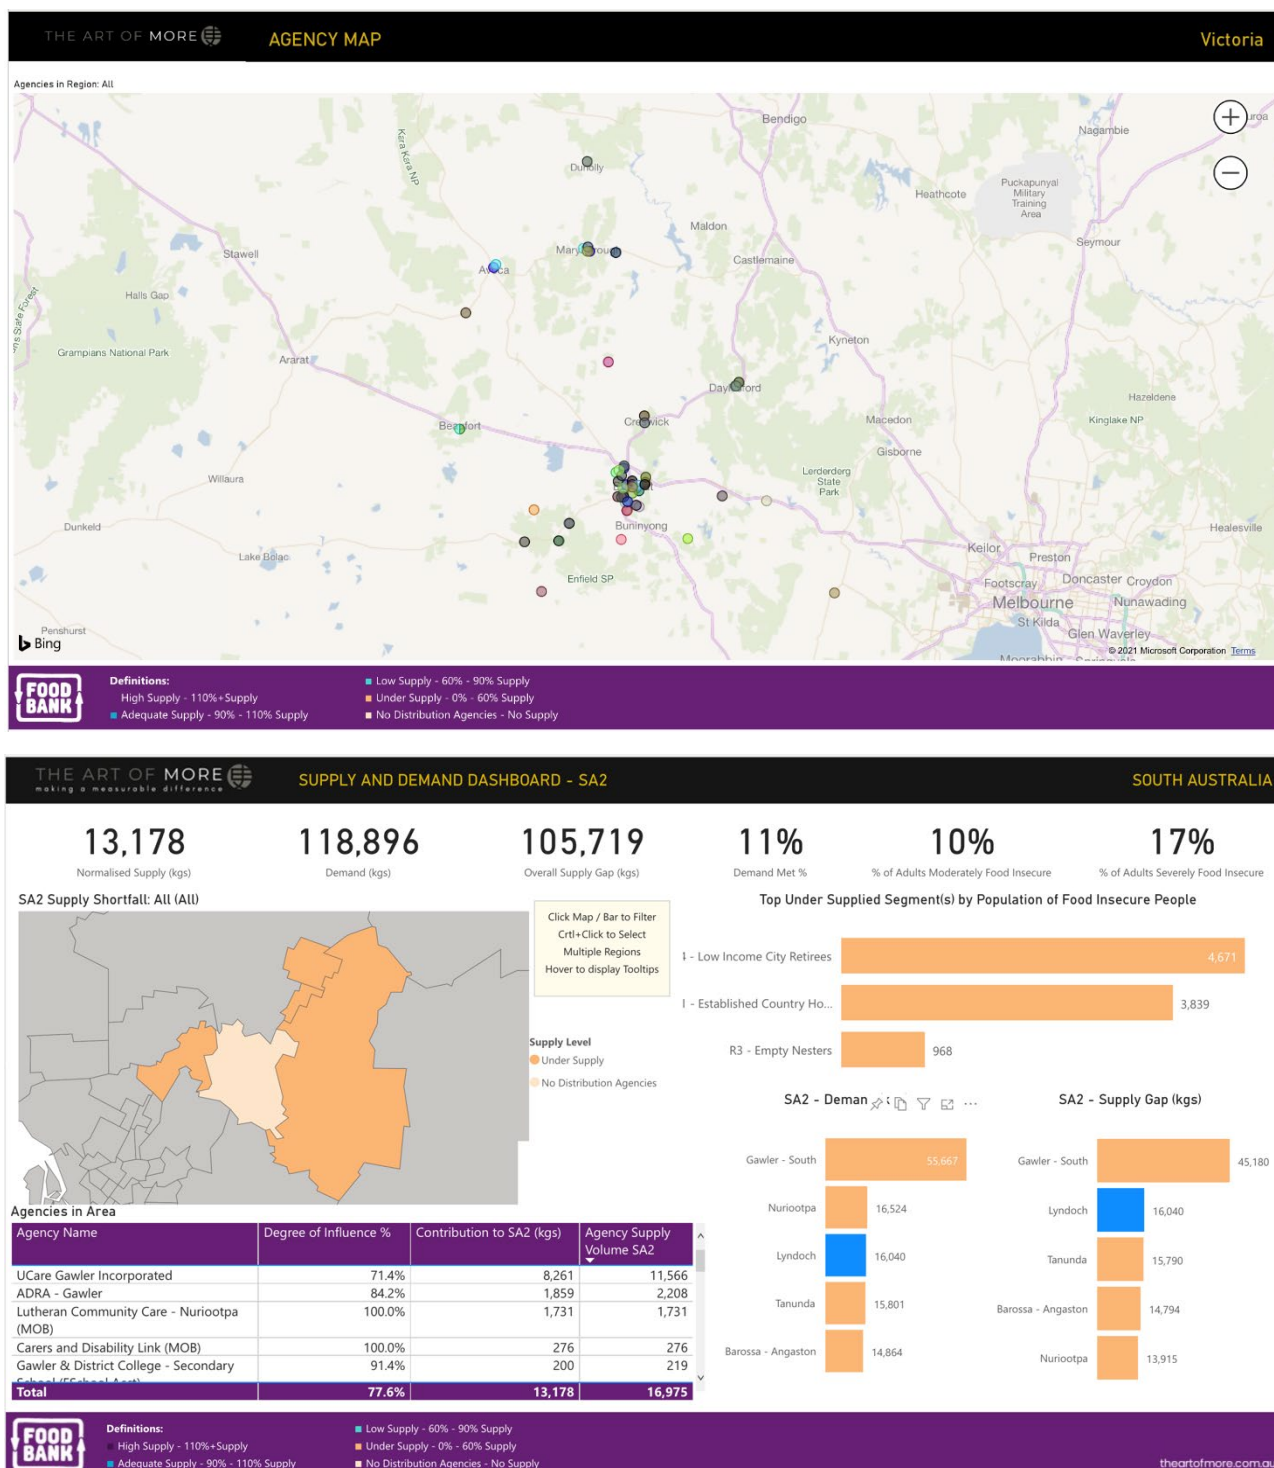 THE ART OF MORE
AGENCY MAP
Victoria
Agencies in Region: All
Bendigo
Nagambie
Kara Kara NP
Dunolly
Puckapunyal
Military
Training
Area
Heathcote
Maldon
Seymour
Stawell
Castlemaine
Halls Gap
Grampians National Park
Ararat
Kyneton
Hazeldene
Macedon
Kinglake NP
Gisborne
Lerderderg
State
Park
Willaura
Dunkeld
Buninyong
Healesville
Lake Bolac
Keilor
Preston
Enfield SP
Footscray
Doncaster
Croydon
Melbourne
Nunawading
St Kilda
Glen Waverley
Penshurst
Bing
© 2021 Microsoft Corporation Terms
FOOD
BANK
Definitions:
High Supply - 110%+Supply
Adequate Supply - 90% - 110% Supply
Low Supply - 60% - 90% Supply
Under Supply - 0% - 60% Supply
No Distribution Agencies - No Supply
THE ART OF MORE
making a measurable difference
SUPPLY AND DEMAND DASHBOARD - SA2
SOUTH AUSTRALIA
13,178
Normalised Supply (kgs)
118,896
Demand (kgs)
105,719
Overall Supply Gap (kgs)
11%
Demand Met %
10%
% of Adults Moderately Food Insecure
17%
% of Adults Severely Food Insecure
SA2 Supply Shortfall: All (All)
Click Map / Bar to Filter
Crtl+Click to Select
Multiple Regions
Hover to display Tooltips
Supply Level
Under Supply
No Distribution Agencies
Top Under Supplied Segment(s) by Population of Food Insecure People
- Low Income City Retirees 4,671
- Established Country Ho... 3,839
R3 - Empty Nesters 968
SA2 - Deman
Gawler - South 55,667
Nuriootpa 16,524
Lyndoch 16,040
Tanunda 15,801
Barossa - Angaston 14,864
SA2 - Supply Gap (kgs)
Gawler - South 45,180
Lyndoch 16,040
Tanunda 15,790
Barossa - Angaston 14,794
Nuriootpa 13,915
Agencies in Area
Agency Name Degree of Influence % Contribution to SA2 (kgs) Agency Supply
Volume SA2
UCare Gawler Incorporated 71.4% 8,261 11,566
ADRA - Gawler 84.2% 1,859 2,208
Lutheran Community Care - Nuriootpa 100.0% 1,731 1,731
(MOB)
Carers and Disability Link (MOB) 100.0% 276 276
Gawler & District College - Secondary 91.4% 200 219
Total 77.6% 13,178 16,975
FOOD
BANK
Definitions:
High Supply - 110%+Supply
Adequate Supply - 90% - 110% Supply
Low Supply - 60% - 90% Supply
Under Supply - 0% - 60% Supply
No Distribution Agencies - No Supply
theartofmore.com.au